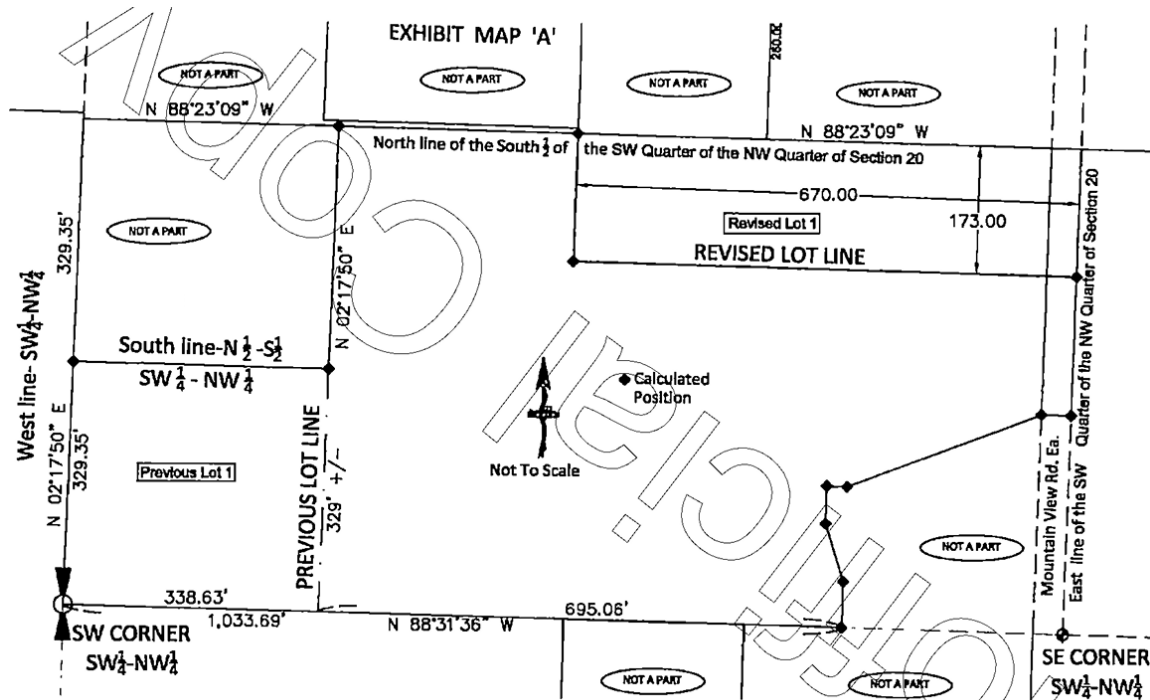 EXHIBIT MAP 'A'
260.00
NOT A PART
NOT A PART
NOT A PART
NOT A PART
N 88°23'09" W
N 88°23'09" W
North line of the South ½ of the SW Quarter of the NW Quarter of Section 20
670.00
Revised Lot 1
173.00
REVISED LOT LINE
NOT A PART
329.35'
N 02°17'50" E
West line- SW¼-NW¼
South line-N ½ -S½
SW ¼ - NW ¼
Calculated
Position
Not To Scale
East line of the SW Quarter of the NW Quarter of Section 20
Mountain View Rd. Ea.
N 02°17'50" E
329.35'
Previous Lot 1
PREVIOUS LOT LINE
329' +/-
NOT A PART
338.63'
1,033.69'
N 88°31'36" W
695.06'
SW CORNER
SW¼-NW¼
SE CORNER
SW¼-NW¼
NOT A PART
NOT A PART
Unofficial Copy